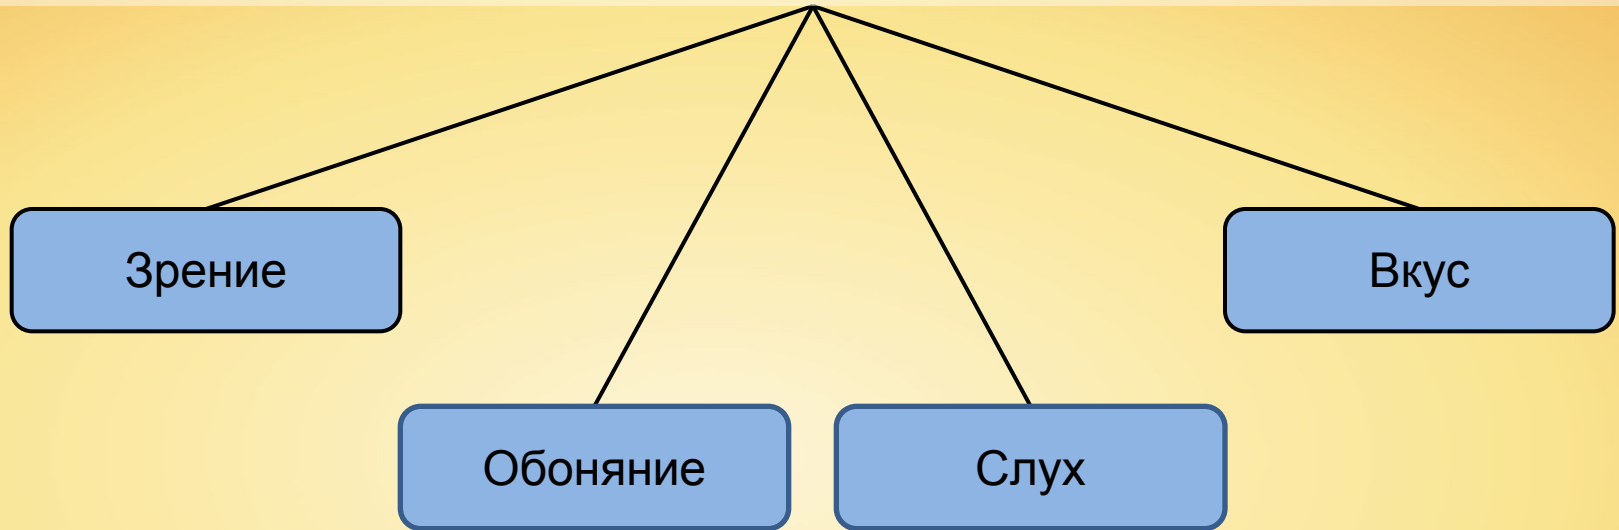 Зрение
Вкус
Обоняние
Слух